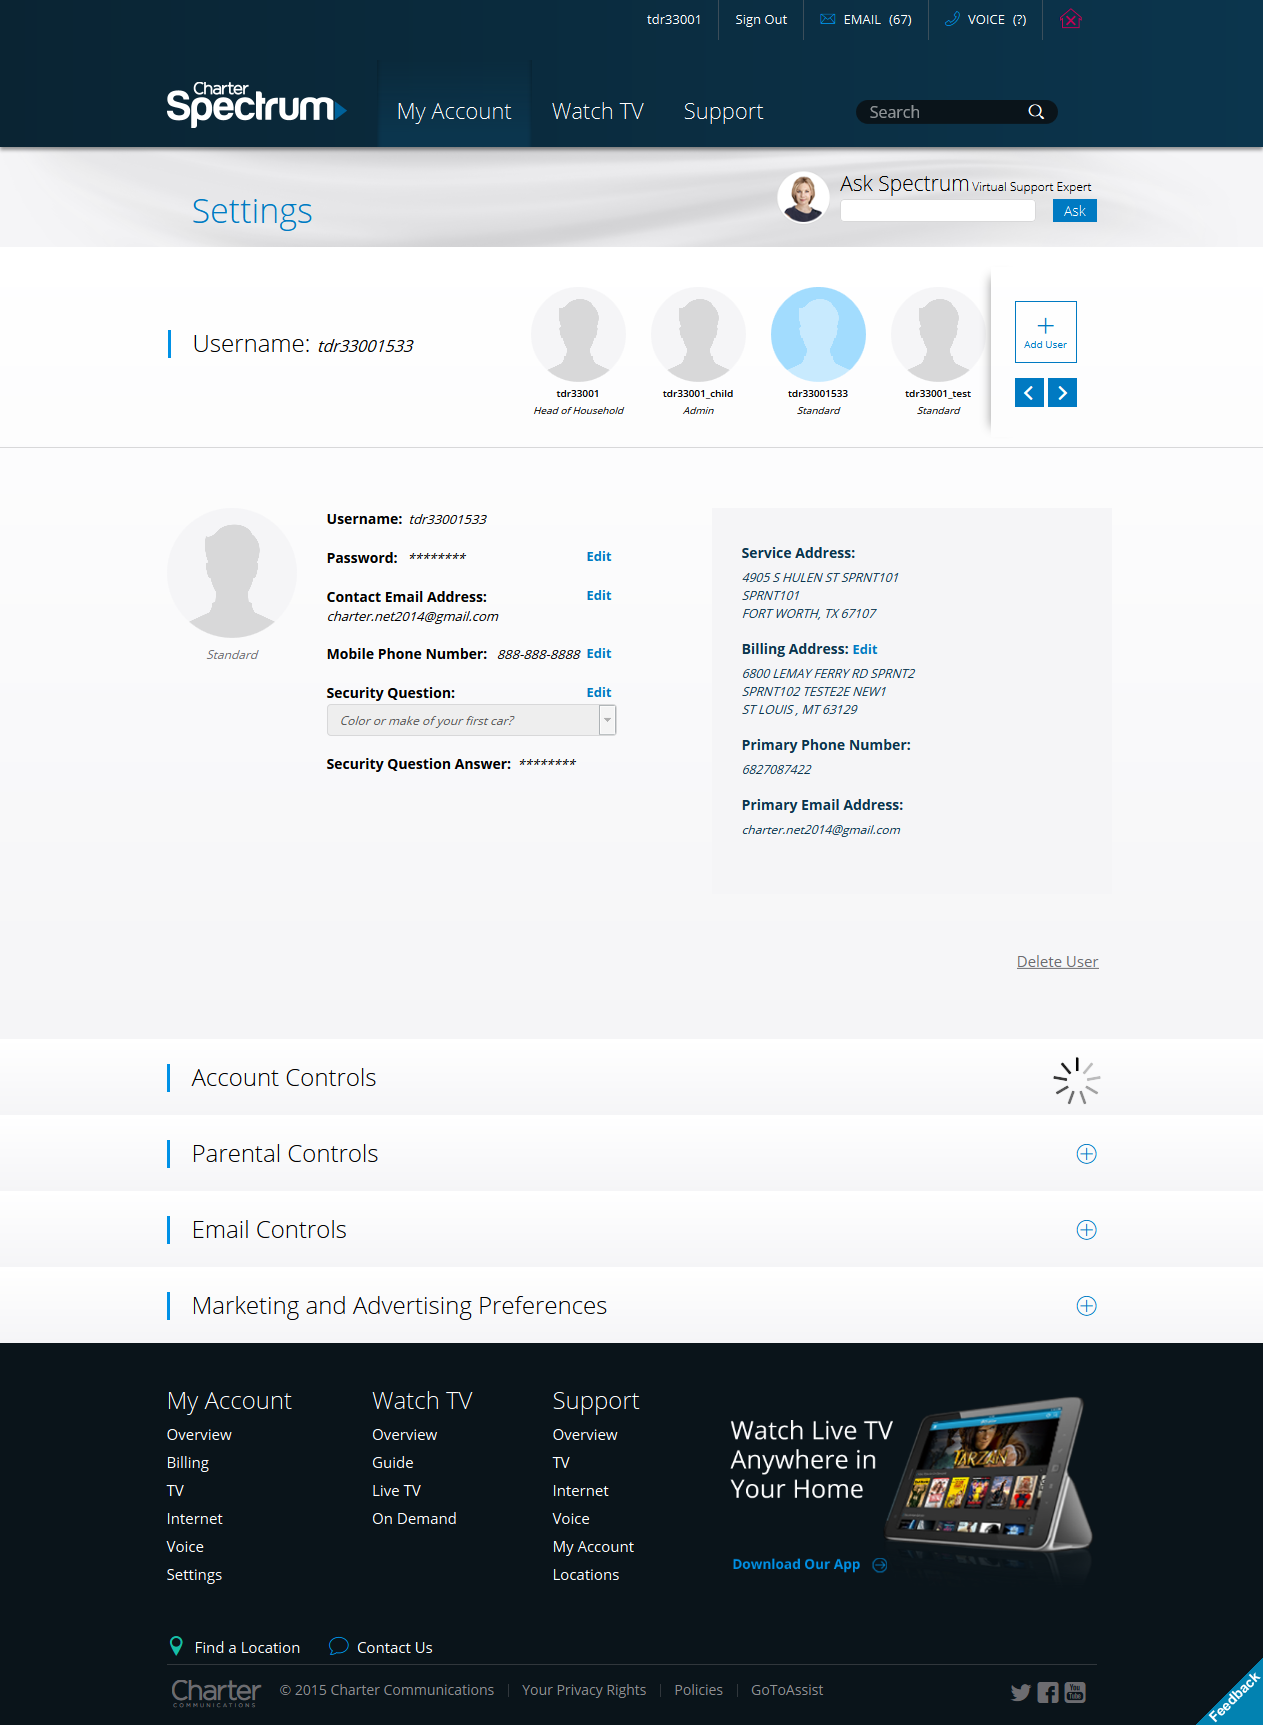 tdr33001
Sign Out
EMAIL (67)
VOICE (?)
Charter
Spectrum
My Account
Watch TV
Support
Search
Settings
Ask Spectrum Virtual Support Expert
Ask
Username: tdr33001533
tdr33001
Head of Household
tdr33001_child
Admin
tdr33001533
Standard
tdr33001_test
Standard
Add User
Standard
Username: tdr33001533
Password: ********
Edit
Contact Email Address:
Edit
charter.net2014@gmail.com
Mobile Phone Number: 888-888-8888 Edit
Security Question:
Edit
Color or make of your first car?
Security Question Answer: ********
Service Address:
4905 S HULEN ST SPRNT101
SPRNT101
FORT WORTH, TX 67107
Billing Address: Edit
6800 LEMAY FERRY RD SPRNT2
SPRNT102 TESTE2E NEW1
ST LOUIS , MT 63129
Primary Phone Number:
6827087422
Primary Email Address:
charter.net2014@gmail.com
Delete User
Account Controls
Parental Controls
Email Controls
Marketing and Advertising Preferences
My Account
Overview
Billing
TV
Internet
Voice
Settings
Watch TV
Overview
Guide
Live TV
On Demand
Support
Overview
TV
Internet
Voice
My Account
Locations
Watch Live TV
Anywhere in
Your Home
Download Our App
TARZAN
Find a Location
Contact Us
Charter
COMMUNICATIONS
© 2015 Charter Communications
Your Privacy Rights
Policies
GoToAssist
You
Tube
Feedback